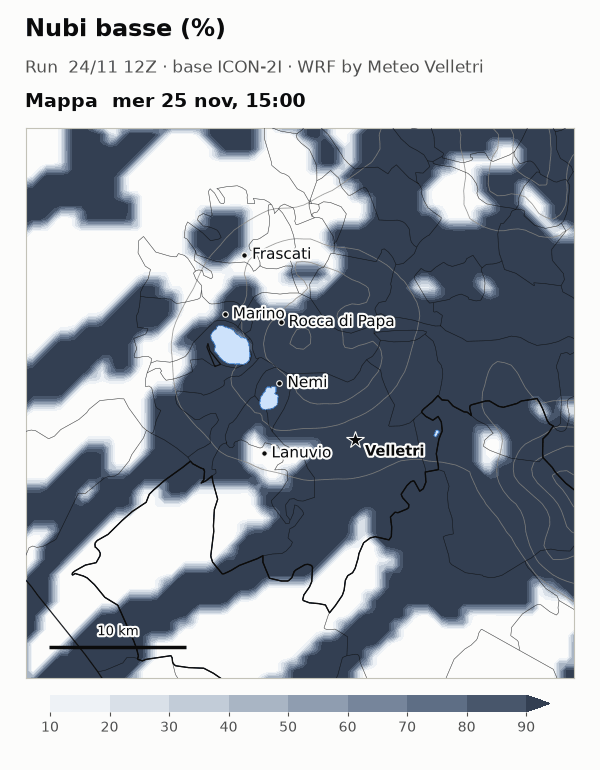 Nubi basse (%)
Run  24/11 12Z · base ICON-2I · WRF by Meteo Velletri
Mappa  mer 25 nov, 15:00
Frascati
Marino
Rocca di Papa
Nemi
Velletri
Lanuvio
10 km
10 20 30 40 50 60 70 80 90